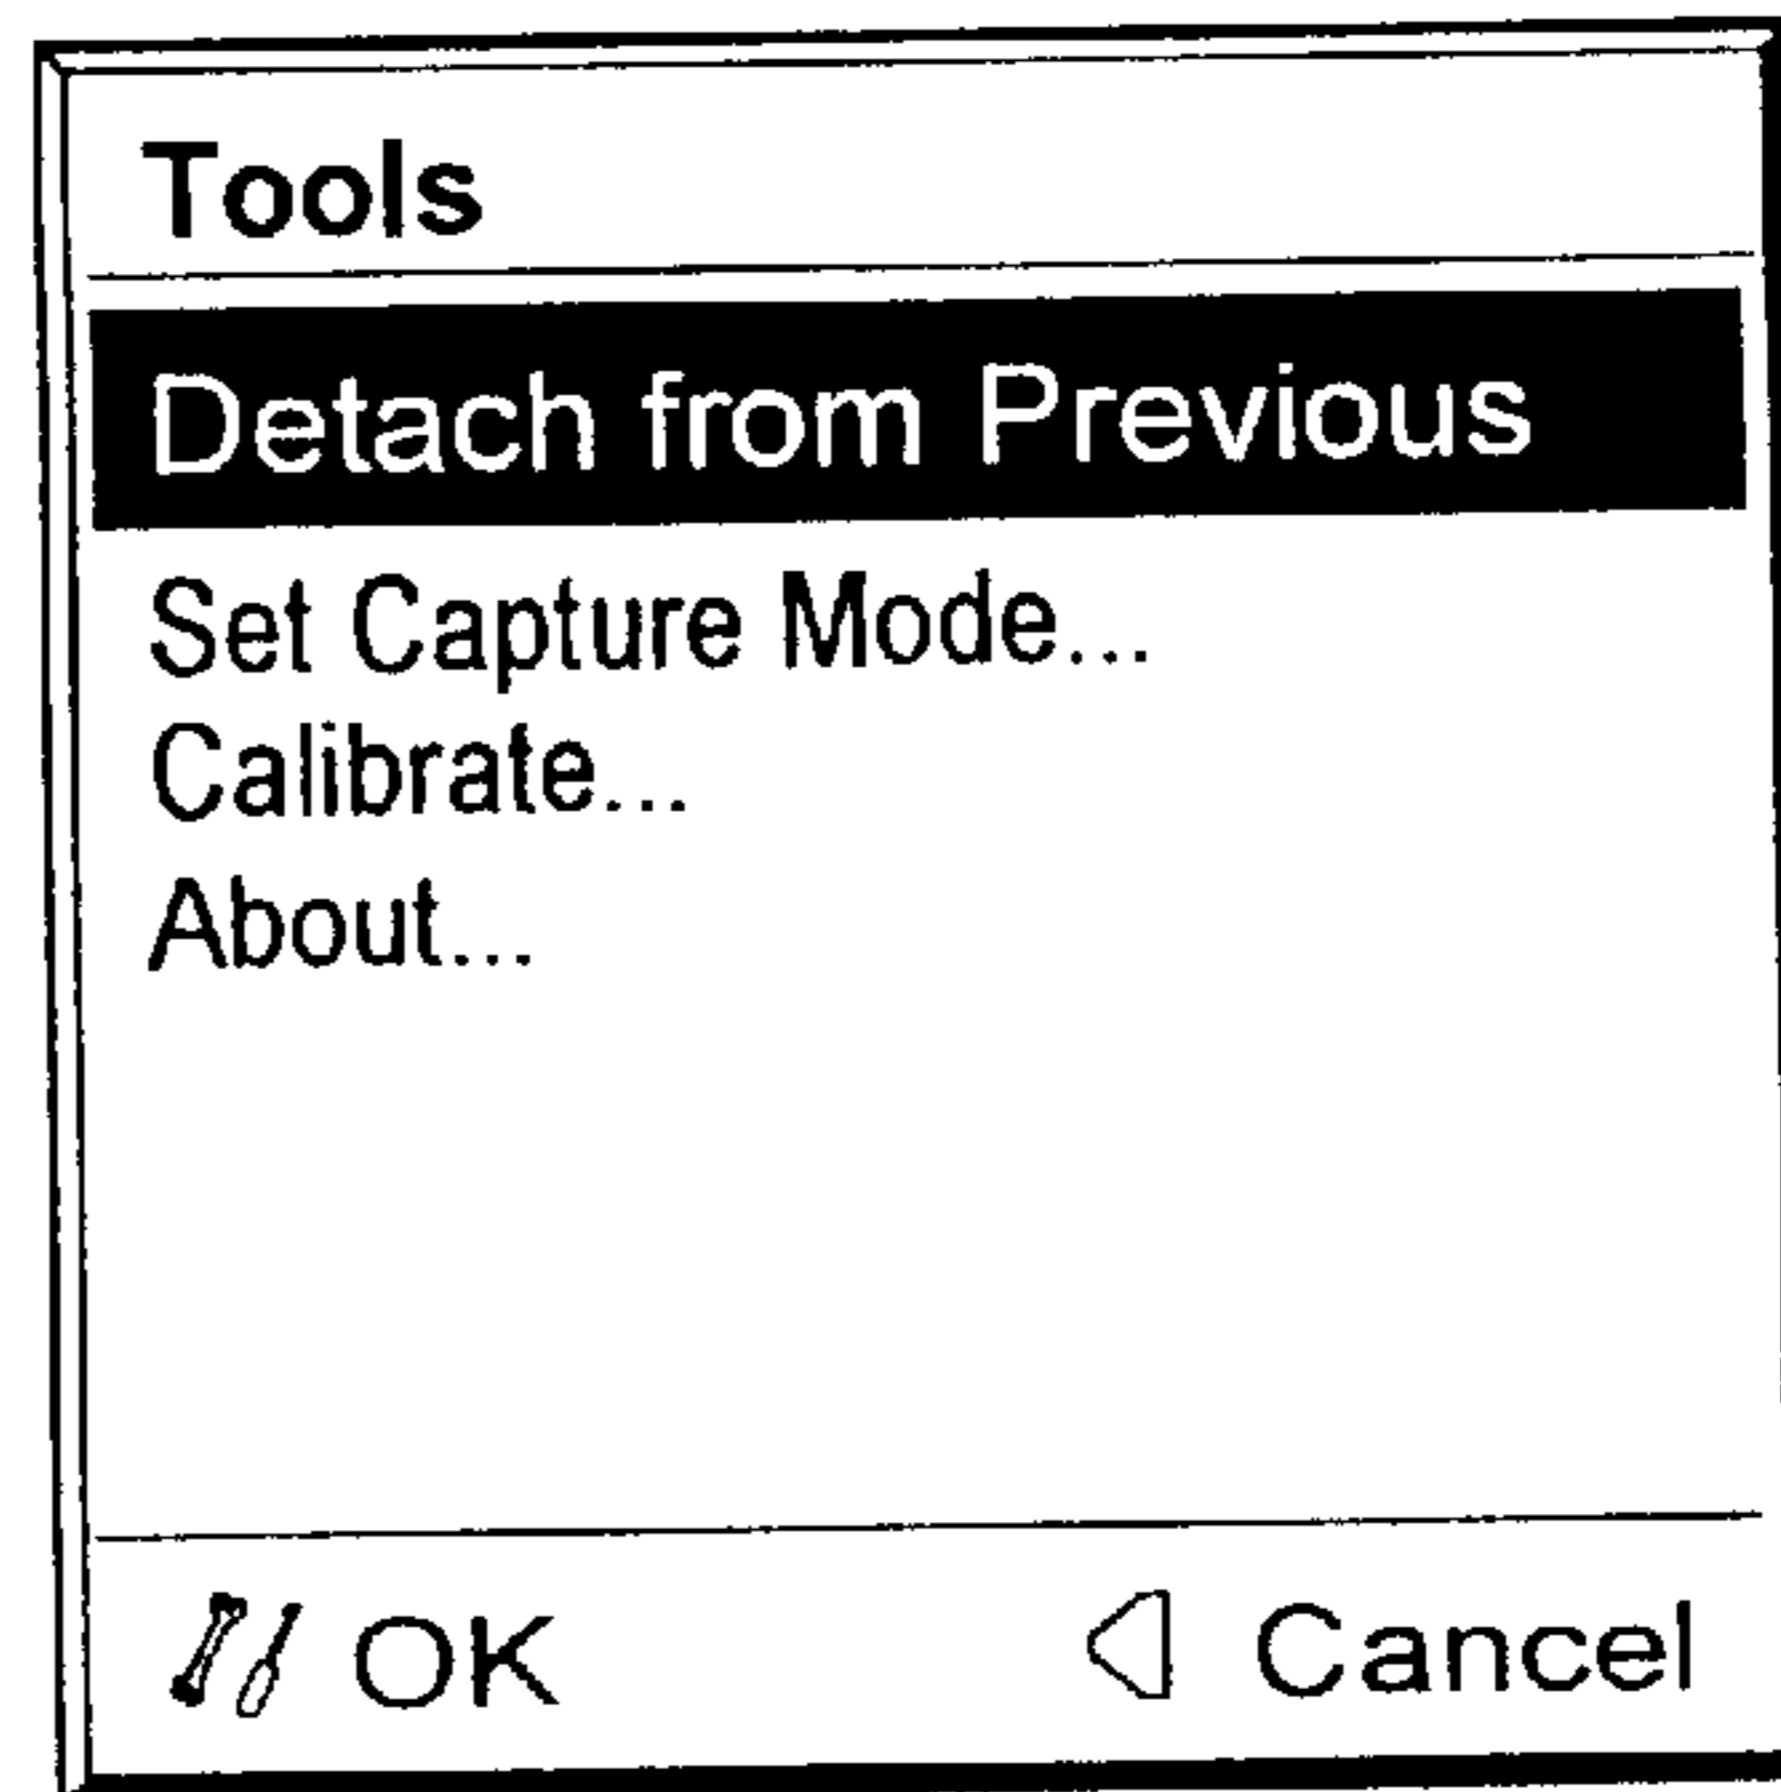 Tools
Detach from Previous
Set Capture Mode...
Calibrate...
About...
OK
Cancel